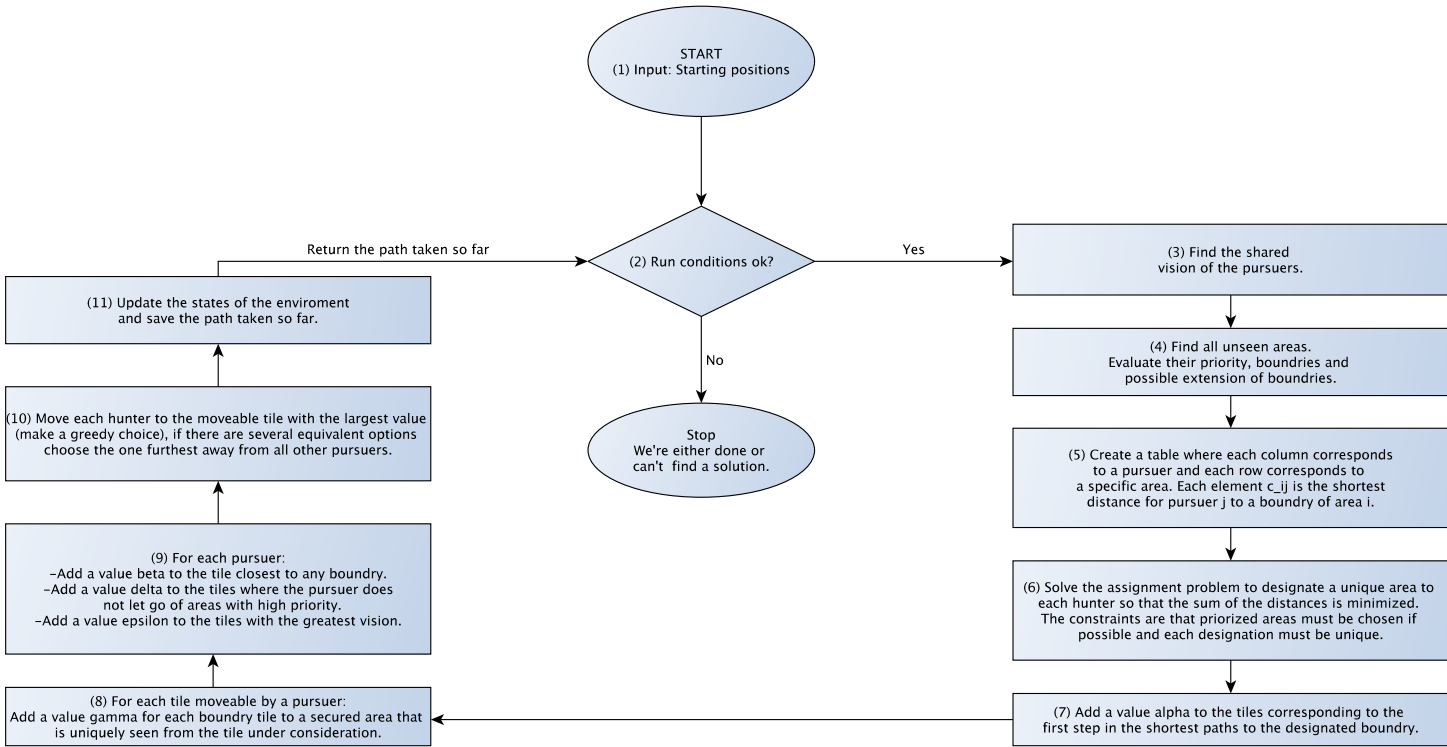 START
(1) Input: Starting positions
Return the path taken so far
(2) Run conditions ok?
Yes
No
Stop
We're either done or
can't find a solution.
(3) Find the shared
vision of the pursuers.
(4) Find all unseen areas.
Evaluate their priority, boundries and
possible extension of boundries.
(5) Create a table where each column corresponds
to a pursuer and each row corresponds to
a specific area. Each element c_ij is the shortest
distance for pursuer j to a boundry of area i.
(6) Solve the assignment problem to designate a unique area to
each hunter so that the sum of the distances is minimized.
The constraints are that priorized areas must be chosen if
possible and each designation must be unique.
(7) Add a value alpha to the tiles corresponding to the
first step in the shortest paths to the designated boundry.
(8) For each tile moveable by a pursuer:
Add a value gamma for each boundry tile to a secured area that
is uniquely seen from the tile under consideration.
(9) For each pursuer:
-Add a value beta to the tile closest to any boundry.
-Add a value delta to the tiles where the pursuer does
not let go of areas with high priority.
-Add a value epsilon to the tiles with the greatest vision.
(10) Move each hunter to the moveable tile with the largest value
(make a greedy choice), if there are several equivalent options
choose the one furthest away from all other pursuers.
(11) Update the states of the enviroment
and save the path taken so far.